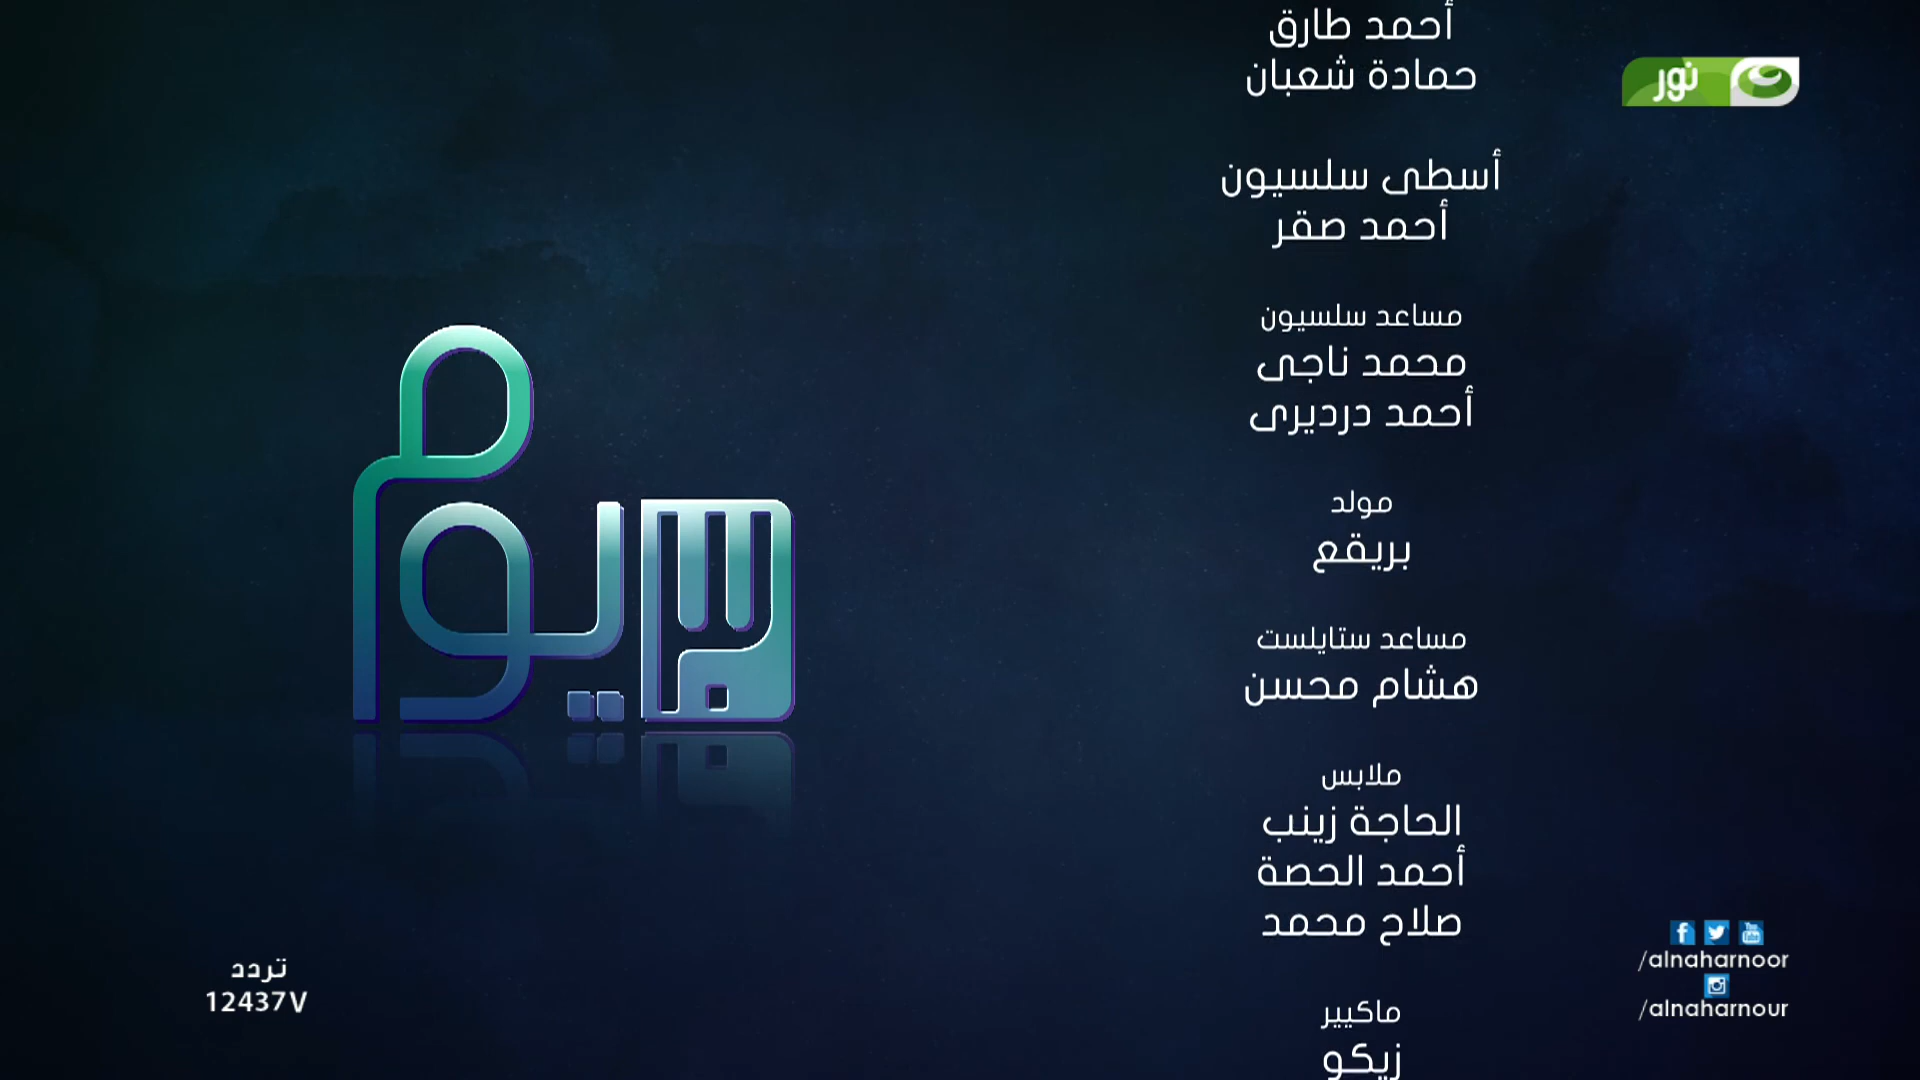 أحمد طارق
حمادة شعبان
نور
أسطى سلسيون
أحمد صقر
مساعد سلسيون
محمد ناجى
أحمد درديرى
مولد
بريقع
مساعد ستايلست
هشام محسن
ملابس
الحاجة زينب
أحمد الحصة
صلاح محمد
ماكيير
زيكو
تردد
12437V
/alnaharnoor
/alnaharnour